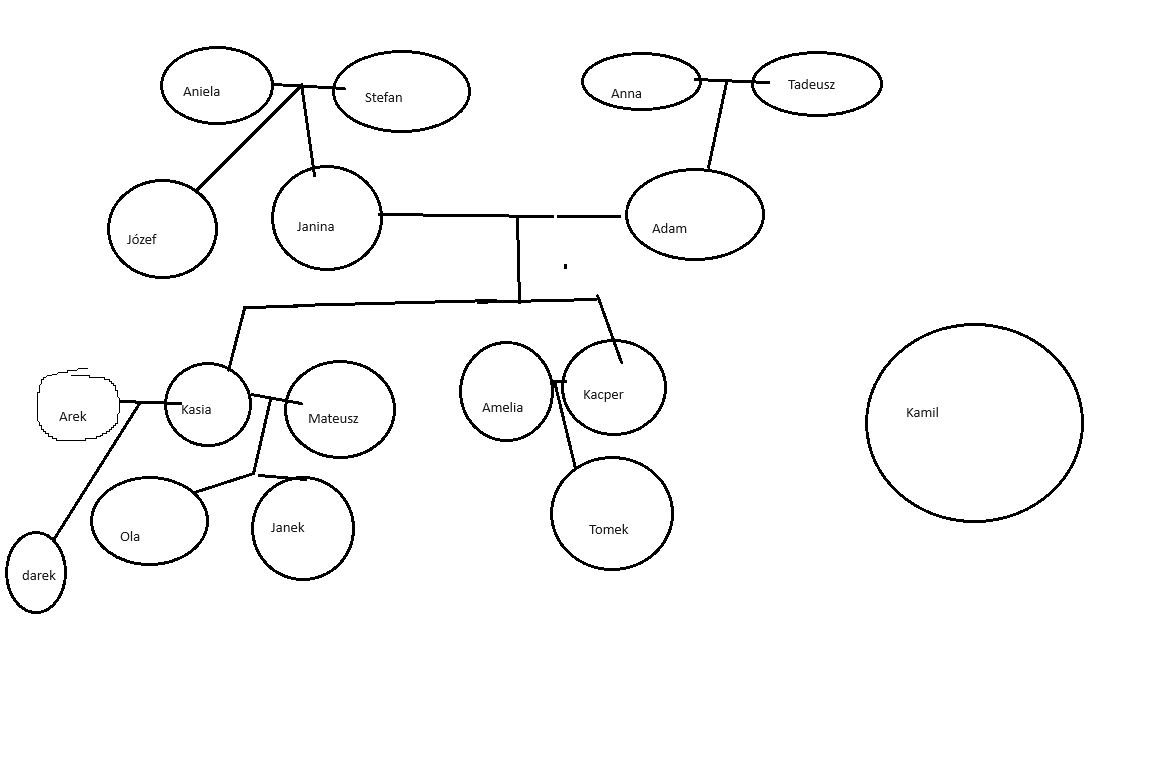 Aniela
Stefan
Anna
Tadeusz
Józef
Janina
Adam
Arek
Kasia
Mateusz
Amelia
Kacper
Kamil
Ola
Janek
Tomek
darek